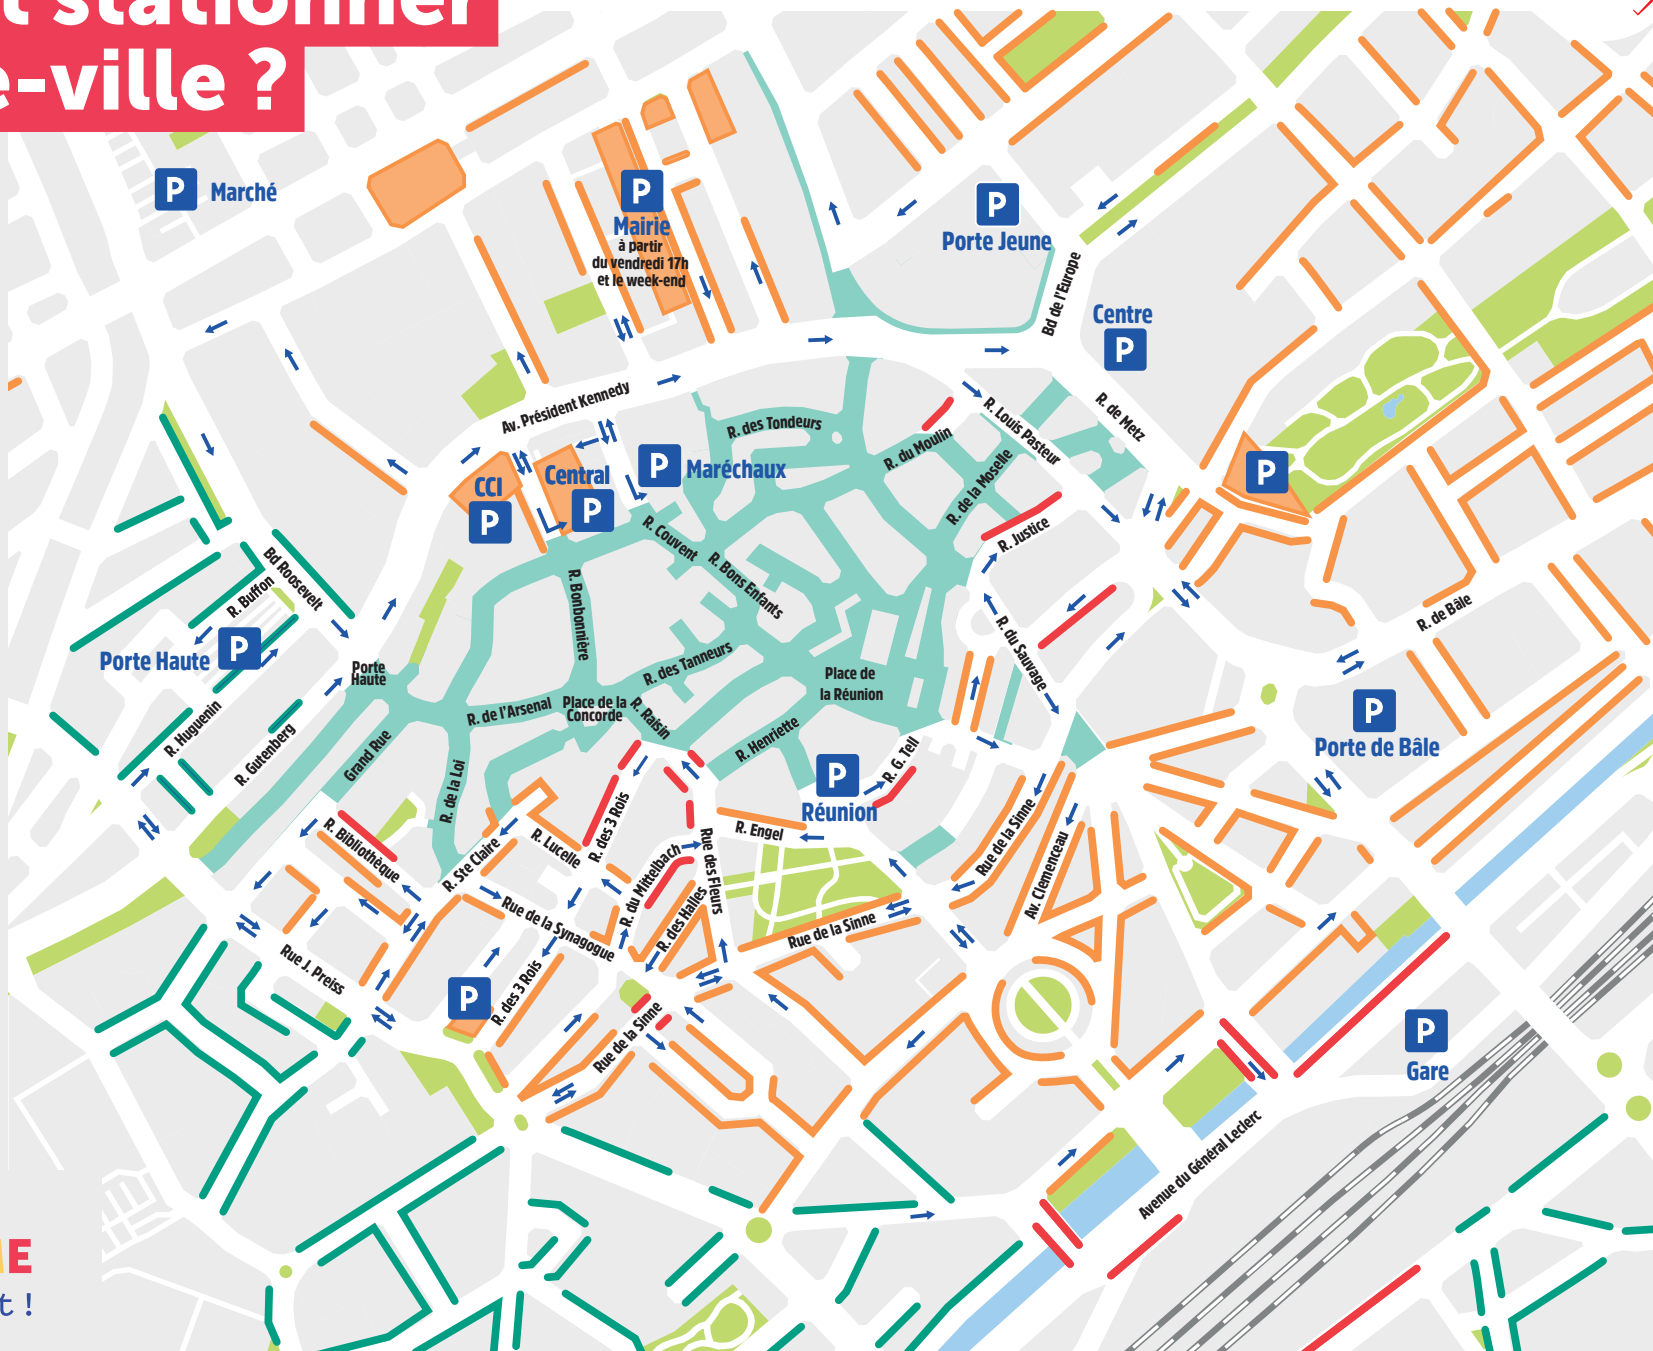 t stationner
e-ville ?
P
Marché
P
Mairie
à partir
du vendredi 17h
et le week-end
P
Porte Jeune
Bd de l'Europe
Centre
P
Av. Président Kennedy
R. des Tondeurs
R. du Moulin
R. Louis Pasteur
R. de Metz
P
Maréchaux
Central
P
CCI
P
P
R. de la Moselle
R. Justice
R. Couvent
R. Bons Enfants
R. Bonbonnière
Bd Roosevelt
R. Buffon
P
Porte Haute
Porte
Haute
R. du Sauvage
R. de Bâle
R. des Tanneurs
Place de
la Réunion
R. de l'Arsenal
Place de la
Concorde
R. Raisin
R. Henriette
R. Huguenin
R. Gutenberg
Grand Rue
R. de la Loi
P
Réunion
R. G. Tell
P
Porte de Bâle
R. Bibliothèque
R. Ste Claire
R. Lucelle
R. des 3 Rois
R. Engel
Rue des Fleurs
R. du Mittelbach
R. des Halles
Rue de la Sinne
Av. Clemenceau
Rue de la Synagogue
Rue de la Sinne
Rue J. Preiss
P
R. des 3 Rois
Rue de la Sinne
P
Gare
Avenue du Général Leclerc
IE
t !